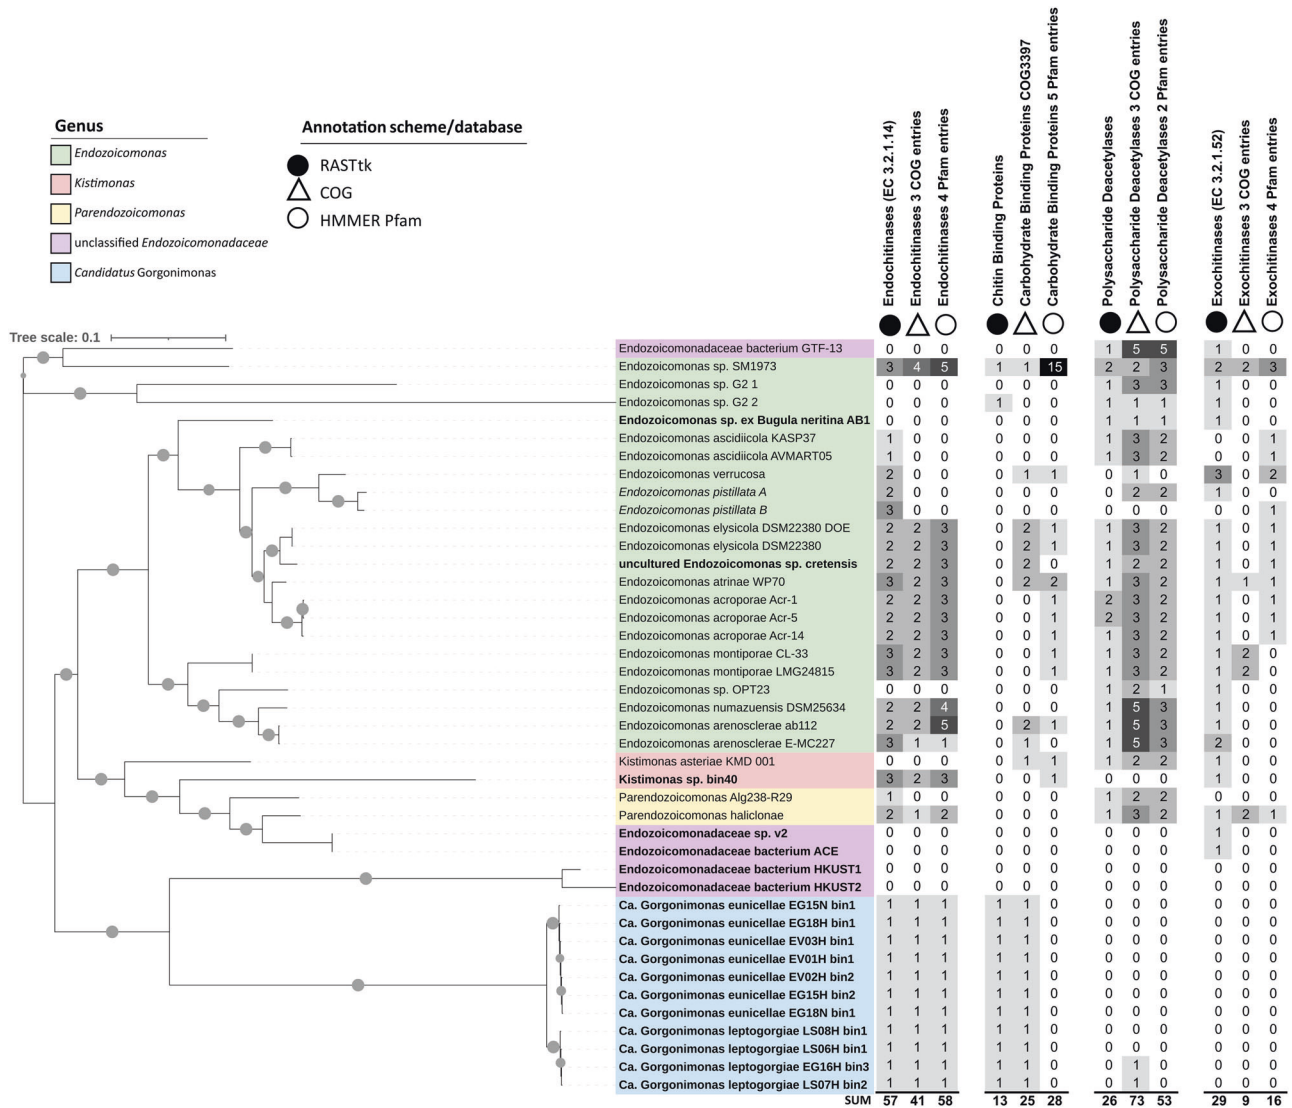 Genus
Endozoicomonas
Kistimonas
Parendozoicomonas
unclassified Endozoicomonadaceae
Candidatus Gorgonimonas
Annotation scheme/database
RASTtk
COG
HMMER Pfam
Endochitinases (EC 3.2.1.14)
Endochitinases 3 COG entries
Endochitinases 4 Pfam entries
Chitin Binding Proteins
Carbohydrate Binding Proteins COG3397
Carbohydrate Binding Proteins 5 Pfam entries
Polysaccharide Deacetylases
Polysaccharide Deacetylases 3 COG entries
Polysaccharide Deacetylases 2 Pfam entries
Exochitinases (EC 3.2.1.52)
Exochitinases 3 COG entries
Exochitinases 4 Pfam entries
Tree scale: 0.1
Endozoicomonadaceae bacterium GTF-13 0 0 0 0 0 0 1 5 5 1 0 0
Endozoicomonas sp. SM1973 3 4 5 1 1 15 2 2 3 2 2 3
Endozoicomonas sp. G2 1 0 0 0 0 0 0 1 3 3 1 0 0
Endozoicomonas sp. G2 2 0 0 0 1 0 0 1 1 1 1 0 0
Endozoicomonas sp. ex Bugula neritina AB1 0 0 0 0 0 0 1 1 1 1 0 0
Endozoicomonas ascidiicola KASP37 1 0 0 0 0 0 1 3 2 0 0 1
Endozoicomonas ascidiicola AVMART05 1 0 0 0 0 0 1 3 2 0 0 1
Endozoicomonas verrucosa 2 0 0 0 1 1 0 1 0 3 0 2
Endozoicomonas pistillata A 2 0 0 0 0 0 0 2 2 1 0 0
Endozoicomonas pistillata B 3 0 0 0 0 0 0 0 0 0 0 1
Endozoicomonas elysicola DSM22380 DOE 2 2 3 0 2 1 1 3 2 1 0 1
Endozoicomonas elysicola DSM22380 2 2 3 0 2 1 1 3 2 1 0 1
uncultured Endozoicomonas sp. cretensis 2 2 3 0 2 0 1 2 2 1 0 1
Endozoicomonas atrinae WP70 3 2 3 0 2 2 1 3 2 1 1 1
Endozoicomonas acroporae Acr-1 2 2 3 0 0 1 2 3 2 1 0 1
Endozoicomonas acroporae Acr-5 2 2 3 0 0 1 2 3 2 1 0 1
Endozoicomonas acroporae Acr-14 2 2 3 0 0 1 1 3 2 1 0 1
Endozoicomonas montiporae CL-33 3 2 3 0 0 1 1 3 2 1 2 0
Endozoicomonas montiporae LMG24815 3 2 3 0 0 1 1 3 2 1 2 0
Endozoicomonas sp. OPT23 0 0 0 0 0 0 1 2 1 1 0 0
Endozoicomonas numazuensis DSM25634 2 2 4 0 0 0 1 5 3 1 0 0
Endozoicomonas arenosclerae ab112 2 2 5 0 2 1 1 5 3 1 0 0
Endozoicomonas arenosclerae E-MC227 3 1 1 0 1 0 1 5 3 2 0 0
Kistimonas asteriae KMD 001 0 0 0 0 1 1 1 2 2 1 0 0
Kistimonas sp. bin40 3 2 3 0 0 1 0 0 0 1 0 0
Parendozoicomonas Alg238-R29 1 0 0 0 0 0 1 2 2 0 0 0
Parendozoicomonas haliclonae 2 1 2 0 0 0 1 3 2 1 2 1
Endozoicomonadaceae sp. v2 0 0 0 0 0 0 0 0 0 1 0 0
Endozoicomonadaceae bacterium ACE 0 0 0 0 0 0 0 0 0 1 0 0
Endozoicomonadaceae bacterium HKUST1 0 0 0 0 0 0 0 0 0 0 0 0
Endozoicomonadaceae bacterium HKUST2 0 0 0 0 0 0 0 0 0 0 0 0
Ca. Gorgonimonas eunicellae EG15N bin1 1 1 1 1 1 0 0 0 0 0 0 0
Ca. Gorgonimonas eunicellae EG18H bin1 1 1 1 1 1 0 0 0 0 0 0 0
Ca. Gorgonimonas eunicellae EV03H bin1 1 1 1 1 1 0 0 0 0 0 0 0
Ca. Gorgonimonas eunicellae EV01H bin1 1 1 1 1 1 0 0 0 0 0 0 0
Ca. Gorgonimonas eunicellae EV02H bin2 1 1 1 1 1 0 0 0 0 0 0 0
Ca. Gorgonimonas eunicellae EG15H bin2 1 1 1 1 1 0 0 0 0 0 0 0
Ca. Gorgonimonas eunicellae EG18N bin1 1 1 1 1 1 0 0 0 0 0 0 0
Ca. Gorgonimonas leptogorgiae LS08H bin1 1 1 1 1 1 0 0 0 0 0 0 0
Ca. Gorgonimonas leptogorgiae LS06H bin1 1 1 1 1 1 0 0 0 0 0 0 0
Ca. Gorgonimonas leptogorgiae EG16H bin3 1 1 1 1 1 0 0 1 0 0 0 0
Ca. Gorgonimonas leptogorgiae LS07H bin2 1 1 1 1 1 0 0 1 0 0 0 0
SUM 57 41 58 13 25 28 26 73 53 29 9 16